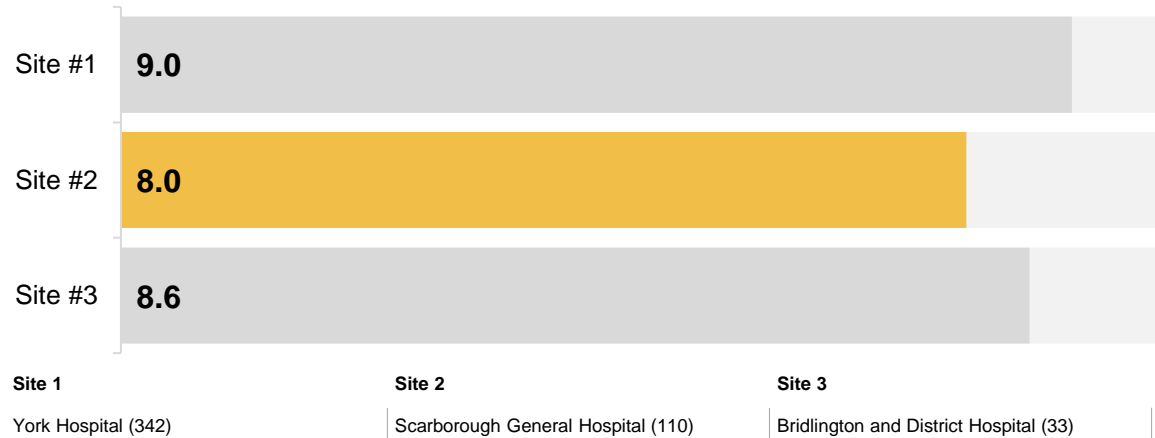 Site #1 9.0
Site #2 8.0
Site #3 8.6
Site 1 Site 2 Site 3
York Hospital (342) Scarborough General Hospital (110) Bridlington and District Hospital (33)